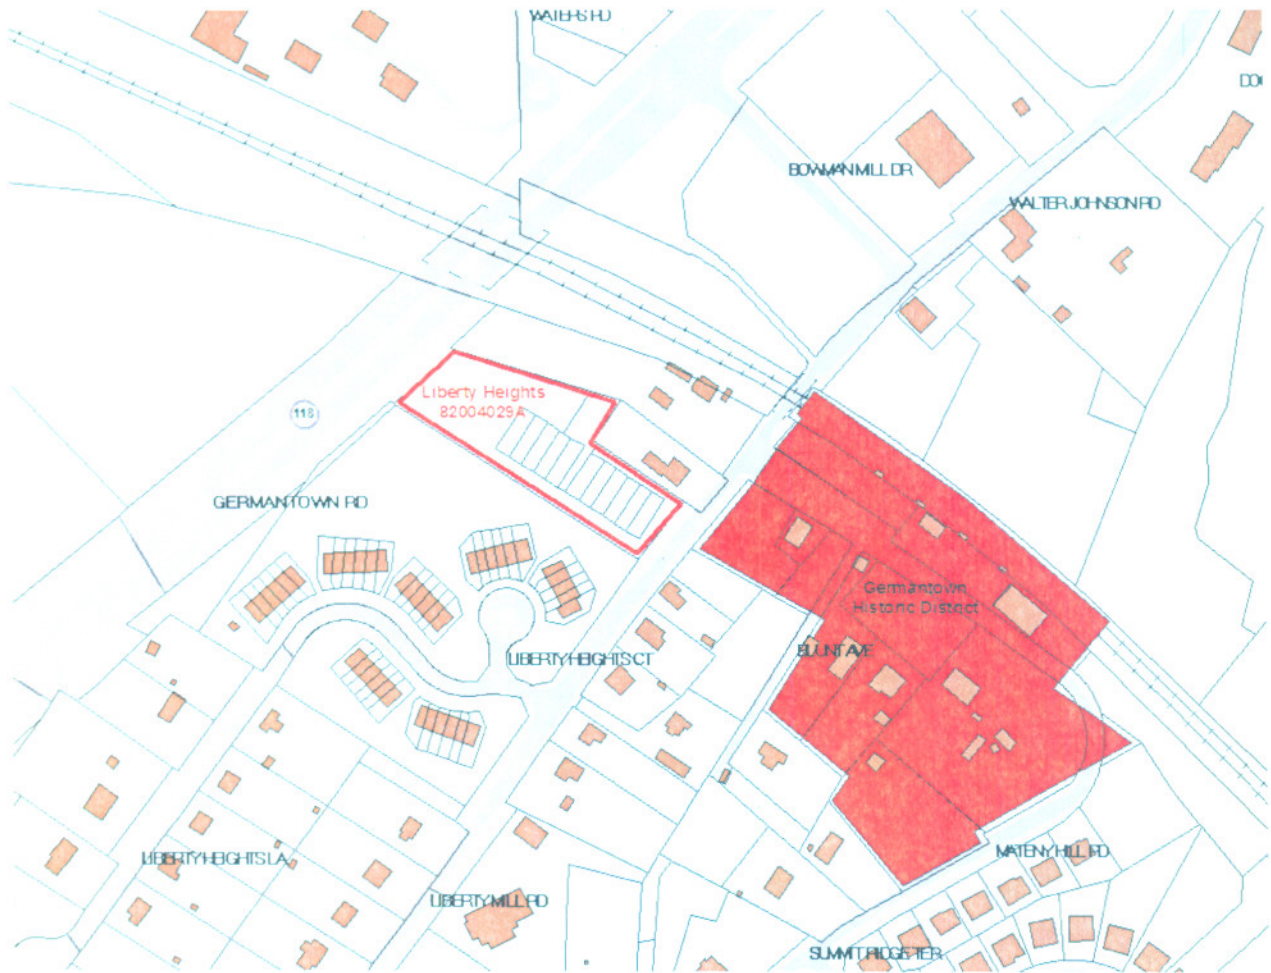 WATERS RD
BOWMAN MILL DR
WALTER JOHNSON RD
Liberty Heights
82004029A
118
GERMANTOWN RD
Germantown
Historic District
BLUNT AVE
LIBERTY HEIGHTS CT
LIBERTY HEIGHTS LA
LIBERTY MILL RD
MATENY HILL RD
SUMMIT RIDGE TER